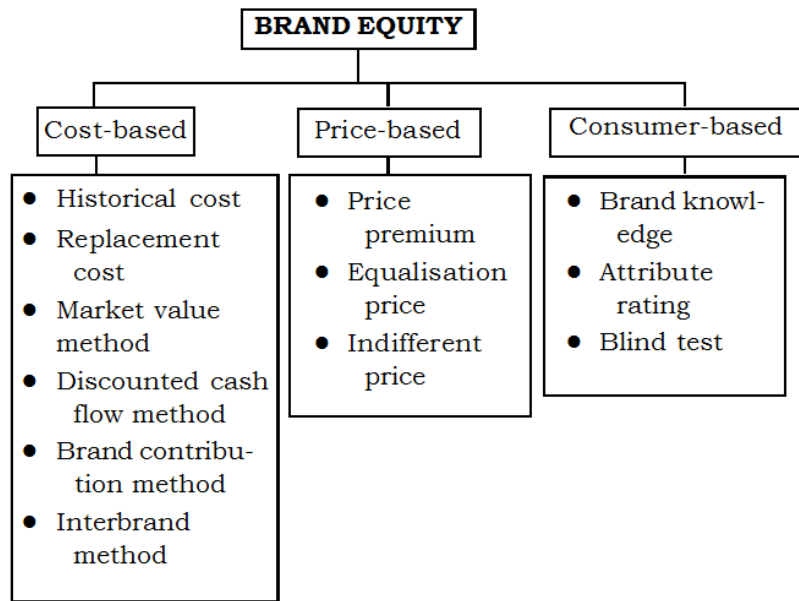 BRAND EQUITY
Cost-based
Price-based
Consumer-based
● Historical cost
● Replacement
cost
● Market value
method
● Discounted cash
flow method
● Brand contribu-
tion method
● Interbrand
method
● Price
premium
● Equalisation
price
● Indifferent
price
● Brand knowl-
edge
● Attribute
rating
● Blind test